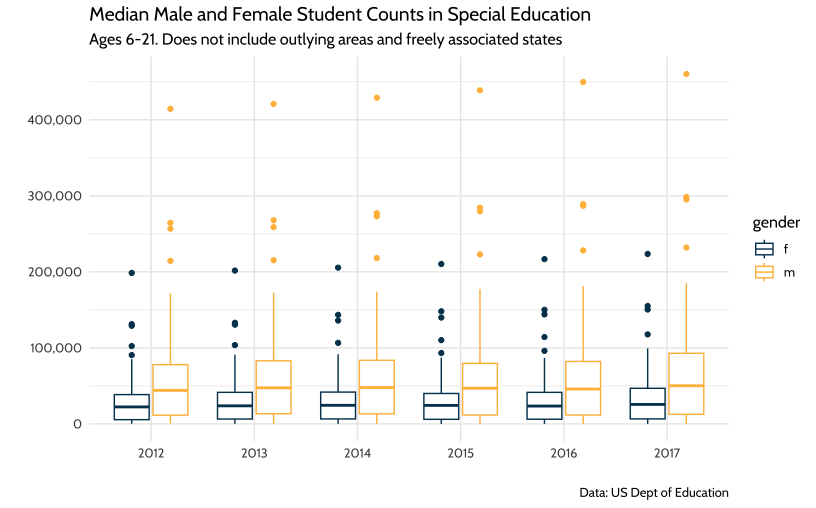 Median Male and Female Student Counts in Special Education
Ages 6-21. Does not include outlying areas and freely associated states
400,000
300,000
200,000
100,000
0
gender
f
m
2012 2013 2014 2015 2016 2017
Data: US Dept of Education